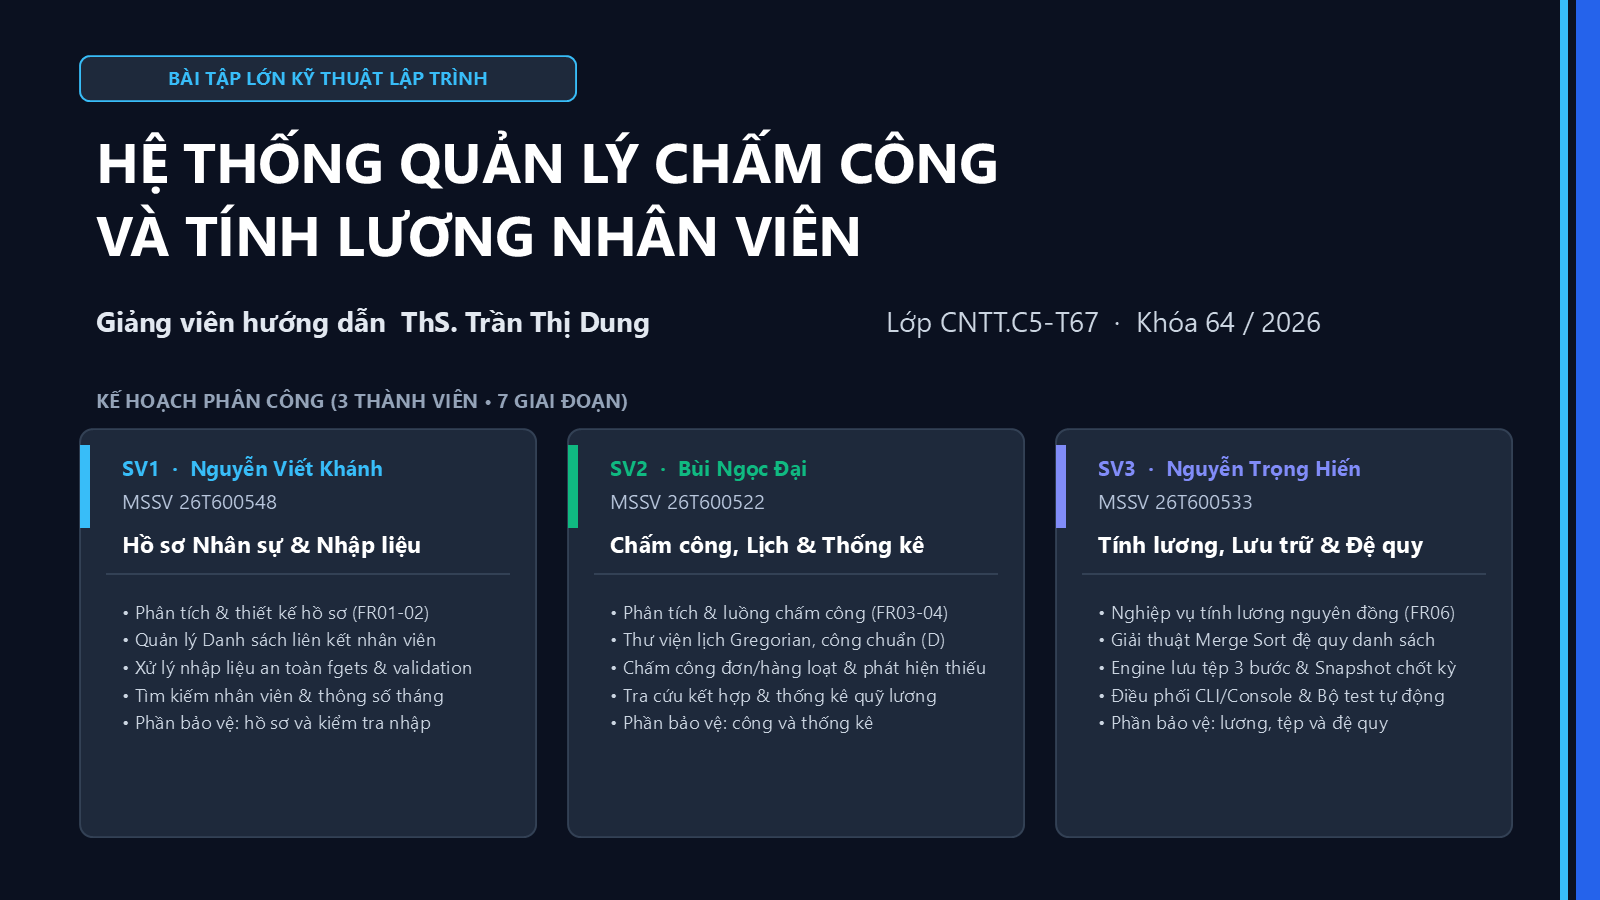 BÀI TẬP LỚN KỸ THUẬT LẬP TRÌNH
HỆ THỐNG QUẢN LÝ CHẤM CÔNG
VÀ TÍNH LƯƠNG NHÂN VIÊN
Giảng viên hướng dẫn ThS. Trần Thị Dung
Lớp CNTT.C5-T67 · Khóa 64 / 2026
KẾ HOẠCH PHÂN CÔNG (3 THÀNH VIÊN • 7 GIAI ĐOẠN)
SV1 · Nguyễn Viết Khánh
MSSV 26T600548
Hồ sơ Nhân sự & Nhập liệu
• Phân tích & thiết kế hồ sơ (FR01-02)
• Quản lý Danh sách liên kết nhân viên
• Xử lý nhập liệu an toàn fgets & validation
• Tìm kiếm nhân viên & thông số tháng
• Phần bảo vệ: hồ sơ và kiểm tra nhập
SV2 · Bùi Ngọc Đại
MSSV 26T600522
Chấm công, Lịch & Thống kê
• Phân tích & luồng chấm công (FR03-04)
• Thư viện lịch Gregorian, công chuẩn (D)
• Chấm công đơn/hàng loạt & phát hiện thiếu
• Tra cứu kết hợp & thống kê quỹ lương
• Phần bảo vệ: công và thống kê
SV3 · Nguyễn Trọng Hiến
MSSV 26T600533
Tính lương, Lưu trữ & Đệ quy
• Nghiệp vụ tính lương nguyên đồng (FR06)
• Giải thuật Merge Sort đệ quy danh sách
• Engine lưu tệp 3 bước & Snapshot chốt kỳ
• Điều phối CLI/Console & Bộ test tự động
• Phần bảo vệ: lương, tệp và đệ quy